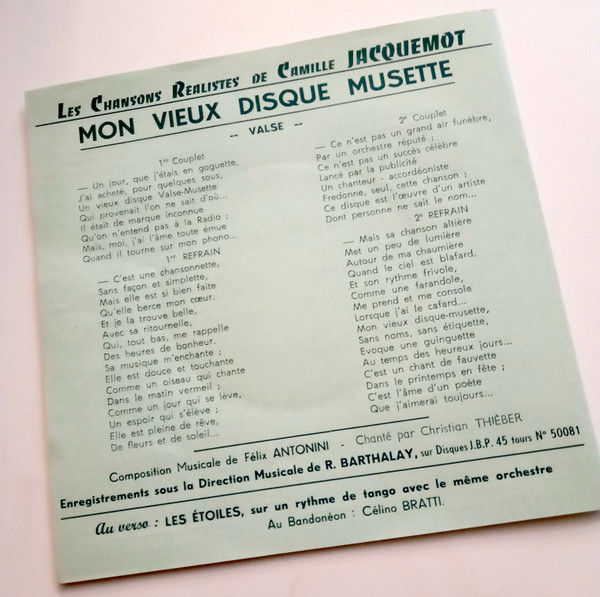 LES CHANSONS RÉALISTES DE CAMILLE JACQUEMOT
MON VIEUX DISQUE MUSETTE
-- VALSE --
1er Couplet
— Un jour, que j'étais en goguette,
J'ai acheté, pour quelques sous,
Un vieux disque Valse-Musette
Qui provenait l'on ne sait d'où...
Il était de marque inconnue
Qu'on n'entend pas à la Radio ;
Mais, moi, j'ai l'âme toute émue
Quand il tourne sur mon phono...
1er REFRAIN
— C'est une chansonnette,
Sans façon et simplette,
Mais elle est si bien faite
Qu'elle berce mon cœur.
Et je la trouve belle,
Avec sa ritournelle,
Qui, tout bas, me rappelle
Des heures de bonheur.
Sa musique m'enchante ;
Elle est douce et touchante
Comme un oiseau qui chante
Dans le matin vermeil ;
Comme un jour qui se lève,
Un espoir qui s'élève ;
Elle est pleine de rêve,
De fleurs et de soleil...
2e Couplet
— Ce n'est pas un grand air funèbre,
Par un orchestre réputé ;
Ce n'est pas un succès célèbre
Lancé par la publicité
Un chanteur - accordéoniste
Fredonne, seul, cette chanson ;
Ce disque est l'œuvre d'un artiste
Dont personne ne sait le nom...
2e REFRAIN
— Mais sa chanson altière
Met un peu de lumière
Autour de ma chaumière
Quand le ciel est blafard.
Et son rythme frivole,
Comme une farandole,
Me prend et me console
Lorsque j'ai le cafard...
Mon vieux disque-musette,
Sans noms, sans étiquette,
Evoque une guinguette
Au temps des heureux jours...
C'est un chant de fauvette
Dans le printemps en fête ;
C'est l'âme d'un poète
Que j'aimerai toujours...
Composition Musicale de Félix ANTONINI - Chanté par Christian THIÉBER
Enregistrements sous la Direction Musicale de R. BARTHALAY, sur Disques J.B.P. 45 tours N° 50081
Au verso : LES ÉTOILES, sur un rythme de tango avec le même orchestre
Au Bandonéon : Célino BRATTI.